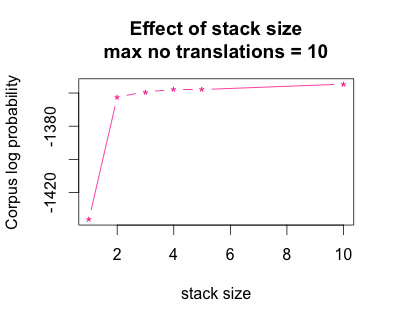 Effect of stack size
max no translations = 10
Corpus log probability
-1380
-1420
2
4
6
8
10
stack size